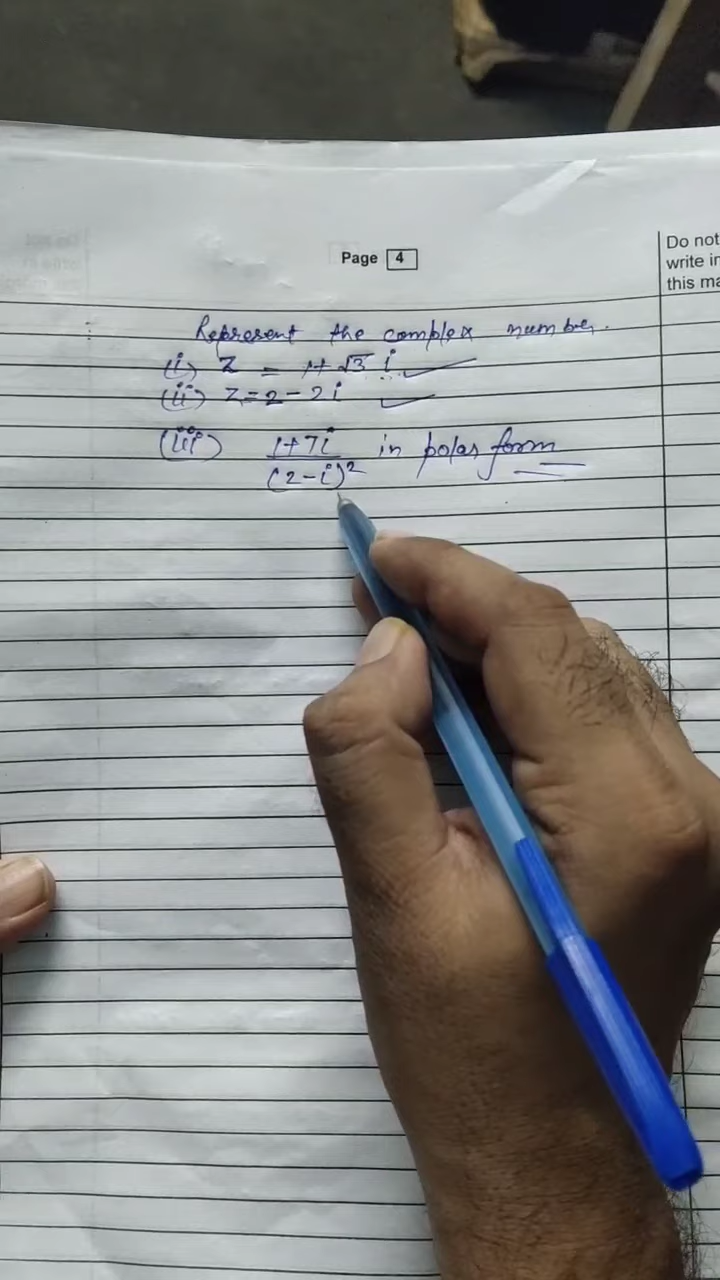 Page 4
Do not
write in
this ma
Represent the complex number.
(i) z = 1+√3 i
(ii) z=2-2i
(iii) 1+7i/(2-i)² in polar form